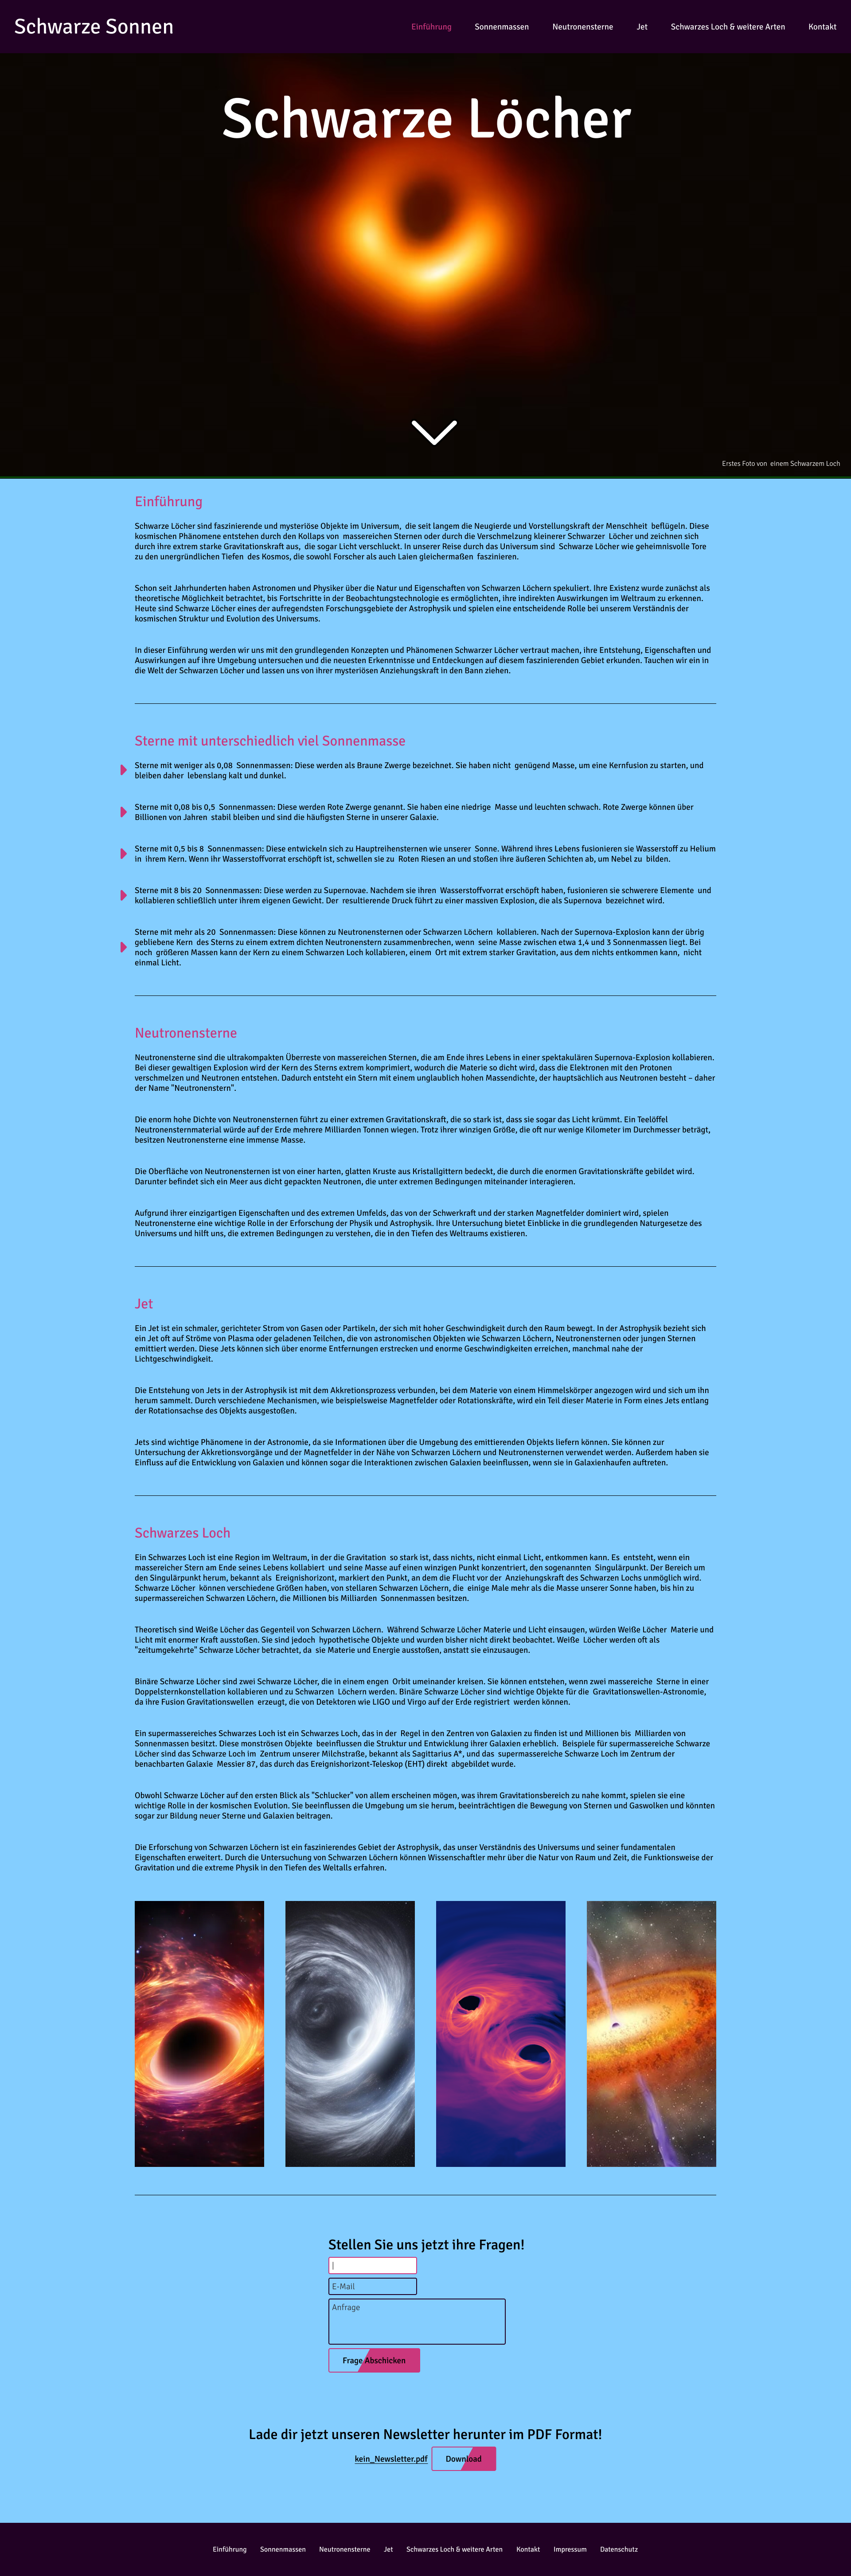 Schwarze Sonnen
Einführung Sonnenmassen Neutronensterne Jet Schwarzes Loch & weitere Arten Kontakt
Schwarze Löcher
Erstes Foto von einem Schwarzem Loch
Einführung
Schwarze Löcher sind faszinierende und mysteriöse Objekte im Universum, die seit langem die Neugierde und Vorstellungskraft der Menschheit beflügeln. Diese
kosmischen Phänomene entstehen durch den Kollaps von massereichen Sternen oder durch die Verschmelzung kleinerer Schwarzer Löcher und zeichnen sich
durch ihre extrem starke Gravitationskraft aus, die sogar Licht verschluckt. In unserer Reise durch das Universum sind Schwarze Löcher wie geheimnisvolle Tore
zu den unergründlichen Tiefen des Kosmos, die sowohl Forscher als auch Laien gleichermaßen faszinieren.
Schon seit Jahrhunderten haben Astronomen und Physiker über die Natur und Eigenschaften von Schwarzen Löchern spekuliert. Ihre Existenz wurde zunächst als
theoretische Möglichkeit betrachtet, bis Fortschritte in der Beobachtungstechnologie es ermöglichten, ihre indirekten Auswirkungen im Weltraum zu erkennen.
Heute sind Schwarze Löcher eines der aufregendsten Forschungsgebiete der Astrophysik und spielen eine entscheidende Rolle bei unserem Verständnis der
kosmischen Struktur und Evolution des Universums.
In dieser Einführung werden wir uns mit den grundlegenden Konzepten und Phänomenen Schwarzer Löcher vertraut machen, ihre Entstehung, Eigenschaften und
Auswirkungen auf ihre Umgebung untersuchen und die neuesten Erkenntnisse und Entdeckungen auf diesem faszinierenden Gebiet erkunden. Tauchen wir ein in
die Welt der Schwarzen Löcher und lassen uns von ihrer mysteriösen Anziehungskraft in den Bann ziehen.
Sterne mit unterschiedlich viel Sonnenmasse
Sterne mit weniger als 0,08 Sonnenmassen: Diese werden als Braune Zwerge bezeichnet. Sie haben nicht genügend Masse, um eine Kernfusion zu starten, und
bleiben daher lebenslang kalt und dunkel.
Sterne mit 0,08 bis 0,5 Sonnenmassen: Diese werden Rote Zwerge genannt. Sie haben eine niedrige Masse und leuchten schwach. Rote Zwerge können über
Billionen von Jahren stabil bleiben und sind die häufigsten Sterne in unserer Galaxie.
Sterne mit 0,5 bis 8 Sonnenmassen: Diese entwickeln sich zu Hauptreihensternen wie unserer Sonne. Während ihres Lebens fusionieren sie Wasserstoff zu Helium
in ihrem Kern. Wenn ihr Wasserstoffvorrat erschöpft ist, schwellen sie zu Roten Riesen an und stoßen ihre äußeren Schichten ab, um Nebel zu bilden.
Sterne mit 8 bis 20 Sonnenmassen: Diese werden zu Supernovae. Nachdem sie ihren Wasserstoffvorrat erschöpft haben, fusionieren sie schwerere Elemente und
kollabieren schließlich unter ihrem eigenen Gewicht. Der resultierende Druck führt zu einer massiven Explosion, die als Supernova bezeichnet wird.
Sterne mit mehr als 20 Sonnenmassen: Diese können zu Neutronensternen oder Schwarzen Löchern kollabieren. Nach der Supernova-Explosion kann der übrig
gebliebene Kern des Sterns zu einem extrem dichten Neutronenstern zusammenbrechen, wenn seine Masse zwischen etwa 1,4 und 3 Sonnenmassen liegt. Bei
noch größeren Massen kann der Kern zu einem Schwarzen Loch kollabieren, einem Ort mit extrem starker Gravitation, aus dem nichts entkommen kann, nicht
einmal Licht.
Neutronensterne
Neutronensterne sind die ultrakompakten Überreste von massereichen Sternen, die am Ende ihres Lebens in einer spektakulären Supernova-Explosion kollabieren.
Bei dieser gewaltigen Explosion wird der Kern des Sterns extrem komprimiert, wodurch die Materie so dicht wird, dass die Elektronen mit den Protonen
verschmelzen und Neutronen entstehen. Dadurch entsteht ein Stern mit einem unglaublich hohen Massendichte, der hauptsächlich aus Neutronen besteht – daher
der Name "Neutronenstern".
Die enorm hohe Dichte von Neutronensternen führt zu einer extremen Gravitationskraft, die so stark ist, dass sie sogar das Licht krümmt. Ein Teelöffel
Neutronensternmaterial würde auf der Erde mehrere Milliarden Tonnen wiegen. Trotz ihrer winzigen Größe, die oft nur wenige Kilometer im Durchmesser beträgt,
besitzen Neutronensterne eine immense Masse.
Die Oberfläche von Neutronensternen ist von einer harten, glatten Kruste aus Kristallgittern bedeckt, die durch die enormen Gravitationskräfte gebildet wird.
Darunter befindet sich ein Meer aus dicht gepackten Neutronen, die unter extremen Bedingungen miteinander interagieren.
Aufgrund ihrer einzigartigen Eigenschaften und des extremen Umfelds, das von der Schwerkraft und der starken Magnetfelder dominiert wird, spielen
Neutronensterne eine wichtige Rolle in der Erforschung der Physik und Astrophysik. Ihre Untersuchung bietet Einblicke in die grundlegenden Naturgesetze des
Universums und hilft uns, die extremen Bedingungen zu verstehen, die in den Tiefen des Weltraums existieren.
Jet
Ein Jet ist ein schmaler, gerichteter Strom von Gasen oder Partikeln, der sich mit hoher Geschwindigkeit durch den Raum bewegt. In der Astrophysik bezieht sich
ein Jet oft auf Ströme von Plasma oder geladenen Teilchen, die von astronomischen Objekten wie Schwarzen Löchern, Neutronensternen oder jungen Sternen
emittiert werden. Diese Jets können sich über enorme Entfernungen erstrecken und enorme Geschwindigkeiten erreichen, manchmal nahe der
Lichtgeschwindigkeit.
Die Entstehung von Jets in der Astrophysik ist mit dem Akkretionsprozess verbunden, bei dem Materie von einem Himmelskörper angezogen wird und sich um ihn
herum sammelt. Durch verschiedene Mechanismen, wie beispielsweise Magnetfelder oder Rotationskräfte, wird ein Teil dieser Materie in Form eines Jets entlang
der Rotationsachse des Objekts ausgestoßen.
Jets sind wichtige Phänomene in der Astronomie, da sie Informationen über die Umgebung des emittierenden Objekts liefern können. Sie können zur
Untersuchung der Akkretionsvorgänge und der Magnetfelder in der Nähe von Schwarzen Löchern und Neutronensternen verwendet werden. Außerdem haben sie
Einfluss auf die Entwicklung von Galaxien und können sogar die Interaktionen zwischen Galaxien beeinflussen, wenn sie in Galaxienhaufen auftreten.
Schwarzes Loch
Ein Schwarzes Loch ist eine Region im Weltraum, in der die Gravitation so stark ist, dass nichts, nicht einmal Licht, entkommen kann. Es entsteht, wenn ein
massereicher Stern am Ende seines Lebens kollabiert und seine Masse auf einen winzigen Punkt konzentriert, den sogenannten Singulärpunkt. Der Bereich um
den Singulärpunkt herum, bekannt als Ereignishorizont, markiert den Punkt, an dem die Flucht vor der Anziehungskraft des Schwarzen Lochs unmöglich wird.
Schwarze Löcher können verschiedene Größen haben, von stellaren Schwarzen Löchern, die einige Male mehr als die Masse unserer Sonne haben, bis hin zu
supermassereichen Schwarzen Löchern, die Millionen bis Milliarden Sonnenmassen besitzen.
Theoretisch sind Weiße Löcher das Gegenteil von Schwarzen Löchern. Während Schwarze Löcher Materie und Licht einsaugen, würden Weiße Löcher Materie und
Licht mit enormer Kraft ausstoßen. Sie sind jedoch hypothetische Objekte und wurden bisher nicht direkt beobachtet. Weiße Löcher werden oft als
"zeitumgekehrte" Schwarze Löcher betrachtet, da sie Materie und Energie ausstoßen, anstatt sie einzusaugen.
Binäre Schwarze Löcher sind zwei Schwarze Löcher, die in einem engen Orbit umeinander kreisen. Sie können entstehen, wenn zwei massereiche Sterne in einer
Doppelsternkonstellation kollabieren und zu Schwarzen Löchern werden. Binäre Schwarze Löcher sind wichtige Objekte für die Gravitationswellen-Astronomie,
da ihre Fusion Gravitationswellen erzeugt, die von Detektoren wie LIGO und Virgo auf der Erde registriert werden können.
Ein supermassereiches Schwarzes Loch ist ein Schwarzes Loch, das in der Regel in den Zentren von Galaxien zu finden ist und Millionen bis Milliarden von
Sonnenmassen besitzt. Diese monströsen Objekte beeinflussen die Struktur und Entwicklung ihrer Galaxien erheblich. Beispiele für supermassereiche Schwarze
Löcher sind das Schwarze Loch im Zentrum unserer Milchstraße, bekannt als Sagittarius A*, und das supermassereiche Schwarze Loch im Zentrum der
benachbarten Galaxie Messier 87, das durch das Ereignishorizont-Teleskop (EHT) direkt abgebildet wurde.
Obwohl Schwarze Löcher auf den ersten Blick als "Schlucker" von allem erscheinen mögen, was ihrem Gravitationsbereich zu nahe kommt, spielen sie eine
wichtige Rolle in der kosmischen Evolution. Sie beeinflussen die Umgebung um sie herum, beeinträchtigen die Bewegung von Sternen und Gaswolken und könnten
sogar zur Bildung neuer Sterne und Galaxien beitragen.
Die Erforschung von Schwarzen Löchern ist ein faszinierendes Gebiet der Astrophysik, das unser Verständnis des Universums und seiner fundamentalen
Eigenschaften erweitert. Durch die Untersuchung von Schwarzen Löchern können Wissenschaftler mehr über die Natur von Raum und Zeit, die Funktionsweise der
Gravitation und die extreme Physik in den Tiefen des Weltalls erfahren.
Stellen Sie uns jetzt ihre Fragen!
E-Mail
Anfrage
Frage Abschicken
Lade dir jetzt unseren Newsletter herunter im PDF Format!
kein_Newsletter.pdf Download
Einführung Sonnenmassen Neutronensterne Jet Schwarzes Loch & weitere Arten Kontakt Impressum Datenschutz